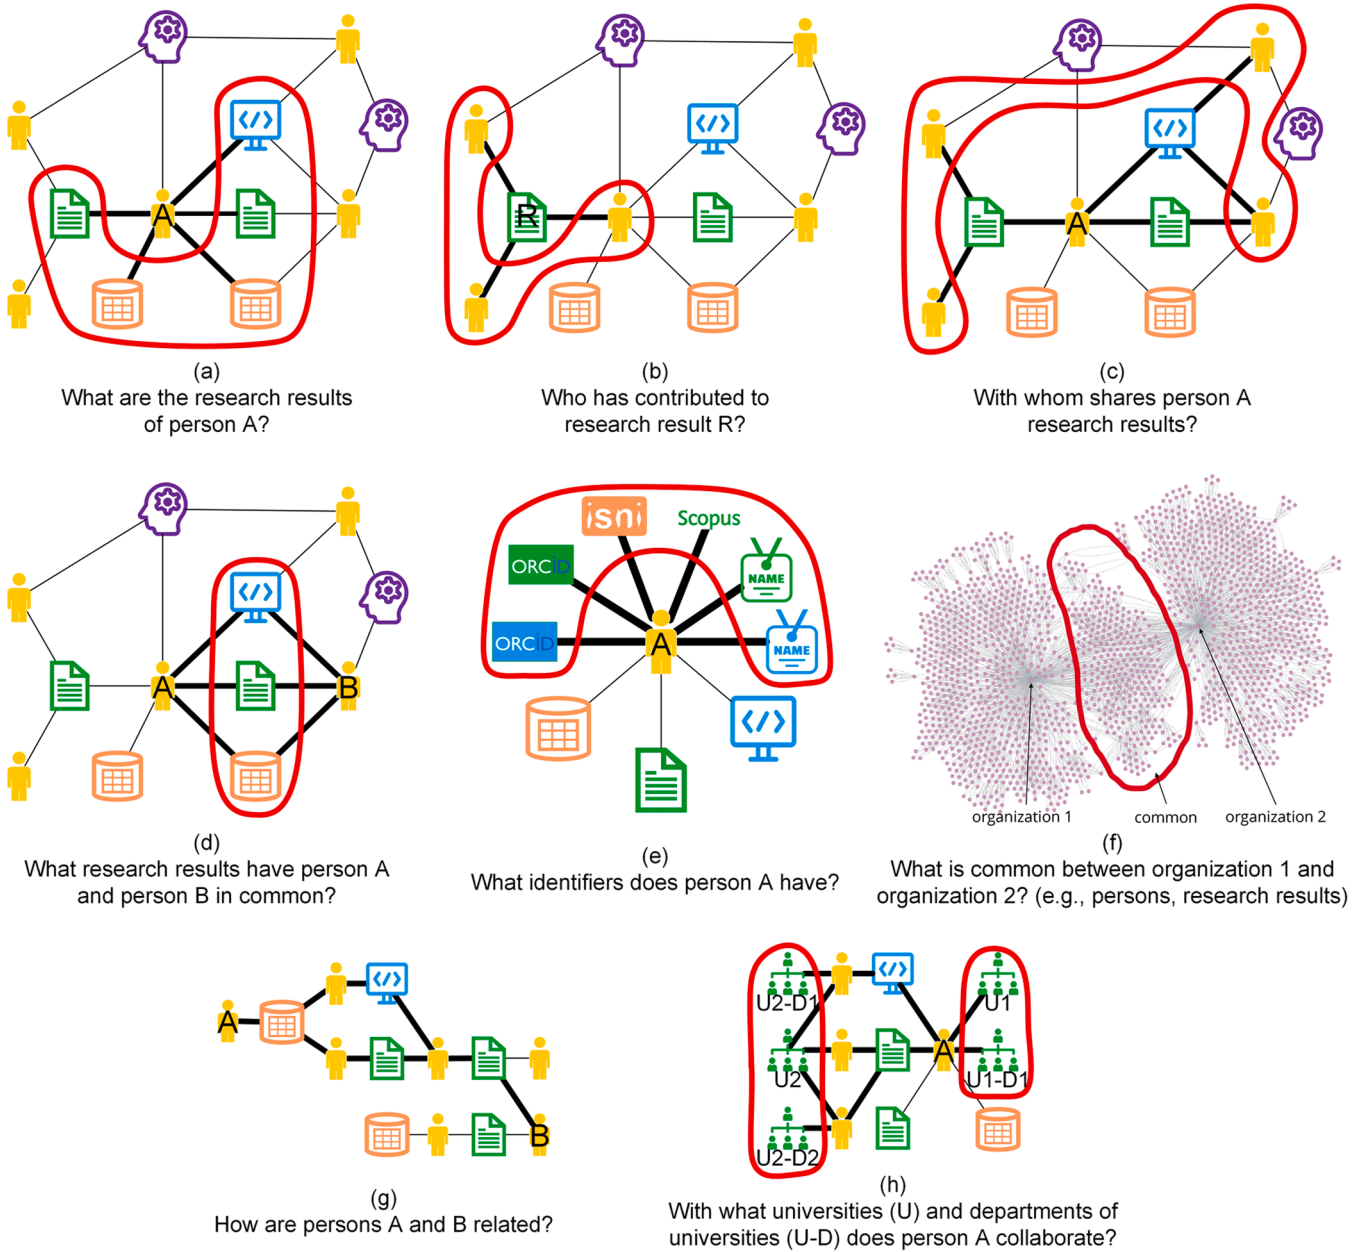 A
(a)
What are the research results
of person A?
R
(b)
Who has contributed to
research result R?
A
(c)
With whom shares person A
research results?
A
B
(d)
What research results have person A
and person B in common?
isni
Scopus
ORCiD
NAME
ORCiD
A
NAME
(e)
What identifiers does person A have?
organization 1
common
organization 2
(f)
What is common between organization 1 and
organization 2? (e.g., persons, research results)
A
B
(g)
How are persons A and B related?
U2-D1
U1
A
U2
U1-D1
U2-D2
(h)
With what universities (U) and departments of
universities (U-D) does person A collaborate?